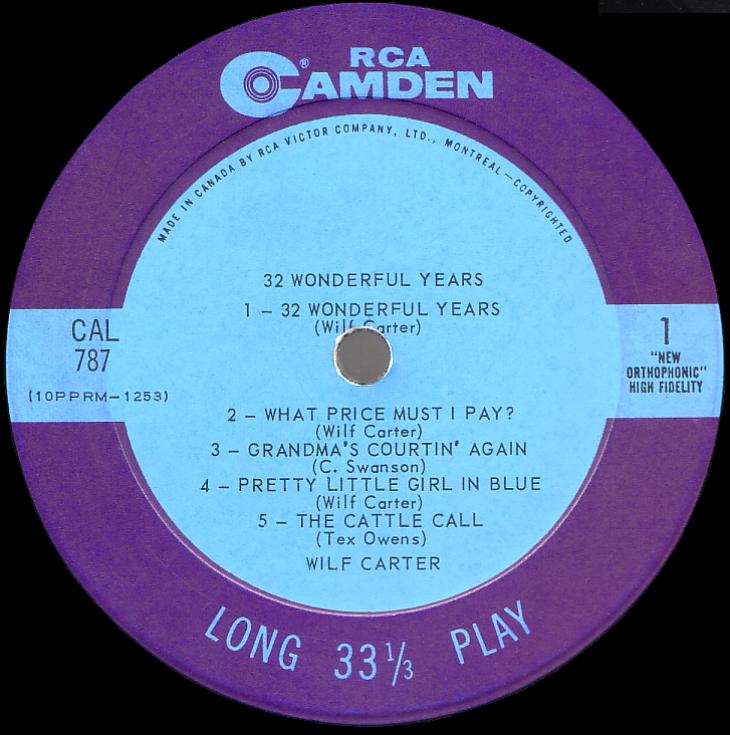 RCA
CAMDEN®
MADE IN CANADA BY RCA VICTOR COMPANY, LTD., MONTREAL—COPYRIGHTED
32 WONDERFUL YEARS
1 – 32 WONDERFUL YEARS
(Wilf Carter)
CAL
787
(10PPRM–1253)
1
"NEW
ORTHOPHONIC"
HIGH FIDELITY
2 – WHAT PRICE MUST I PAY?
(Wilf Carter)
3 – GRANDMA'S COURTIN' AGAIN
(C. Swanson)
4 – PRETTY LITTLE GIRL IN BLUE
(Wilf Carter)
5 – THE CATTLE CALL
(Tex Owens)
WILF CARTER
LONG 33⅓ PLAY